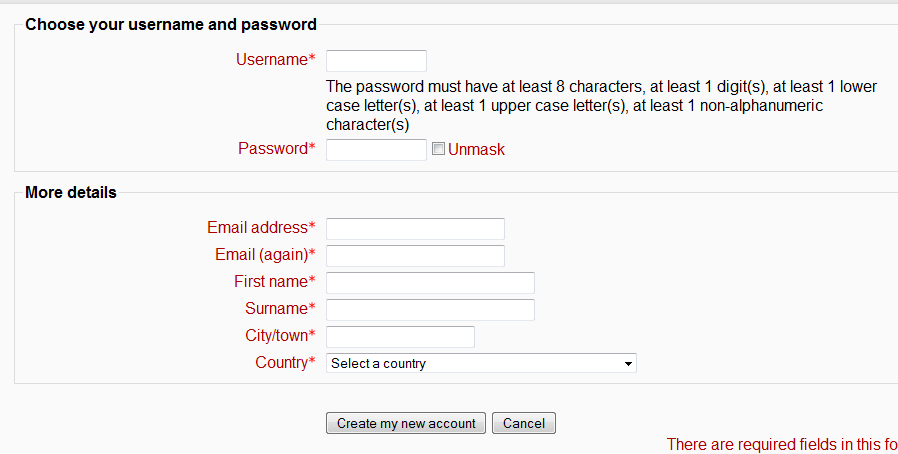 Choose your username and password
Username*
The password must have at least 8 characters, at least 1 digit(s), at least 1 lower
case letter(s), at least 1 upper case letter(s), at least 1 non-alphanumeric
character(s)
Password* Unmask
More details
Email address*
Email (again)*
First name*
Surname*
City/town*
Country* Select a country
Create my new account Cancel
There are required fields in this fo